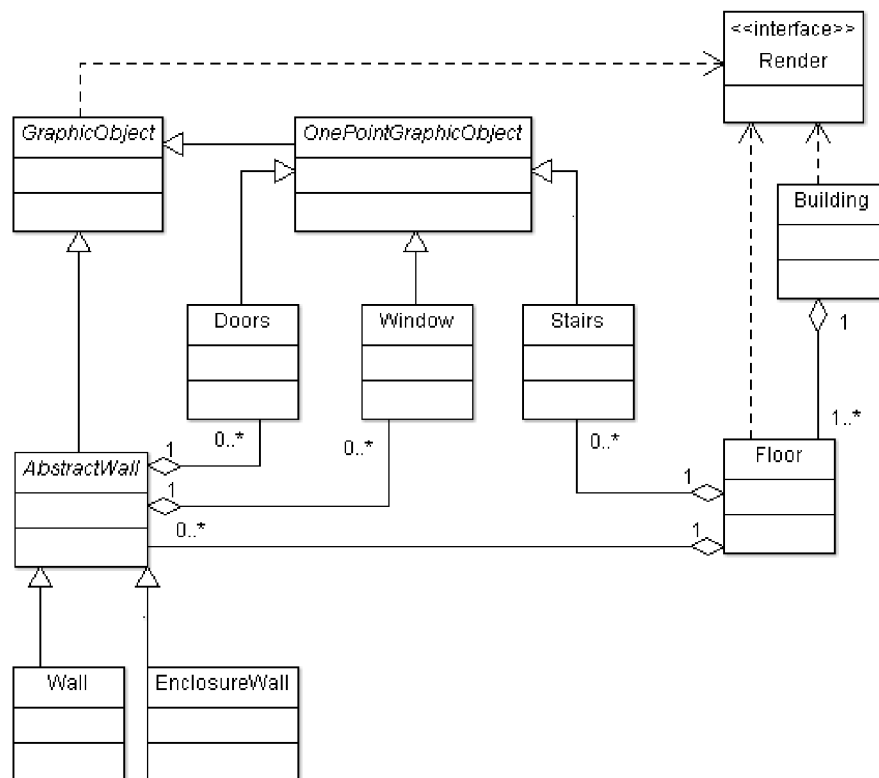 <<interface>>
Render
GraphicObject
OnePointGraphicObject
Building
Doors
Window
Stairs
1
0..*
0..*
0..*
1..*
1
AbstractWall
1
1
Floor
0..*
1
Wall
EnclosureWall